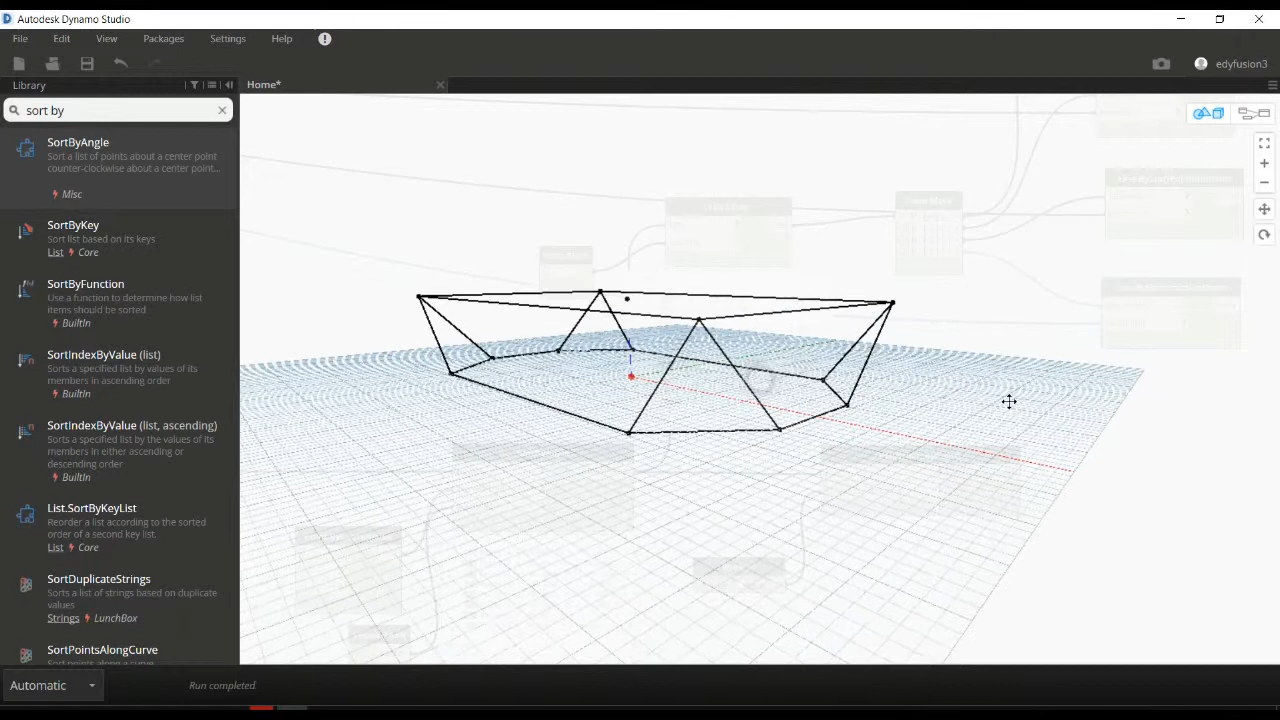 Autodesk Dynamo Studio
File Edit View Packages Settings Help
edyfusion3
Library
Home*
sort by
SortByAngle
Sort a list of points about a center point
counter-clockwise about a center point...
Misc
SortByKey
Sort list based on its keys
List Core
SortByFunction
Use a function to determine how list
items should be sorted
BuiltIn
SortIndexByValue (list)
Sorts a specified list by values of its
members in ascending order
BuiltIn
SortIndexByValue (list, ascending)
Sorts a specified list by the values of its
members in either ascending or
descending order
BuiltIn
List.SortByKeyList
Reorder a list according to the sorted
order of a second key list.
List Core
SortDuplicateStrings
Sorts a list of strings based on duplicate
values
Strings LunchBox
SortPointsAlongCurve
Automatic
Run completed